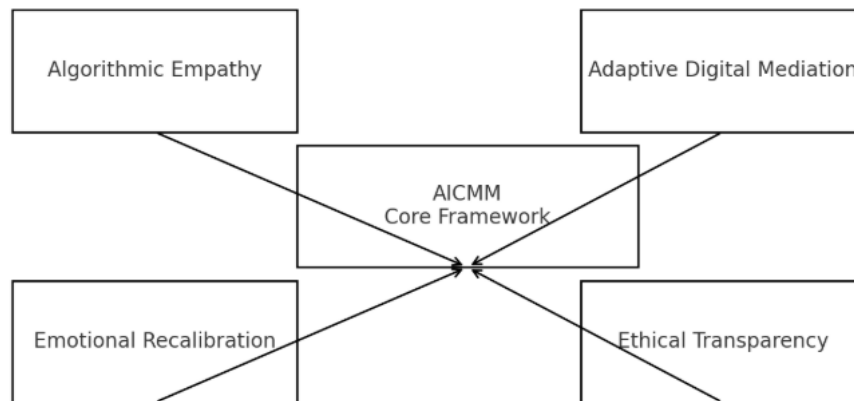 Algorithmic Empathy
Adaptive Digital Mediation
AICMM
Core Framework
Emotional Recalibration
Ethical Transparency